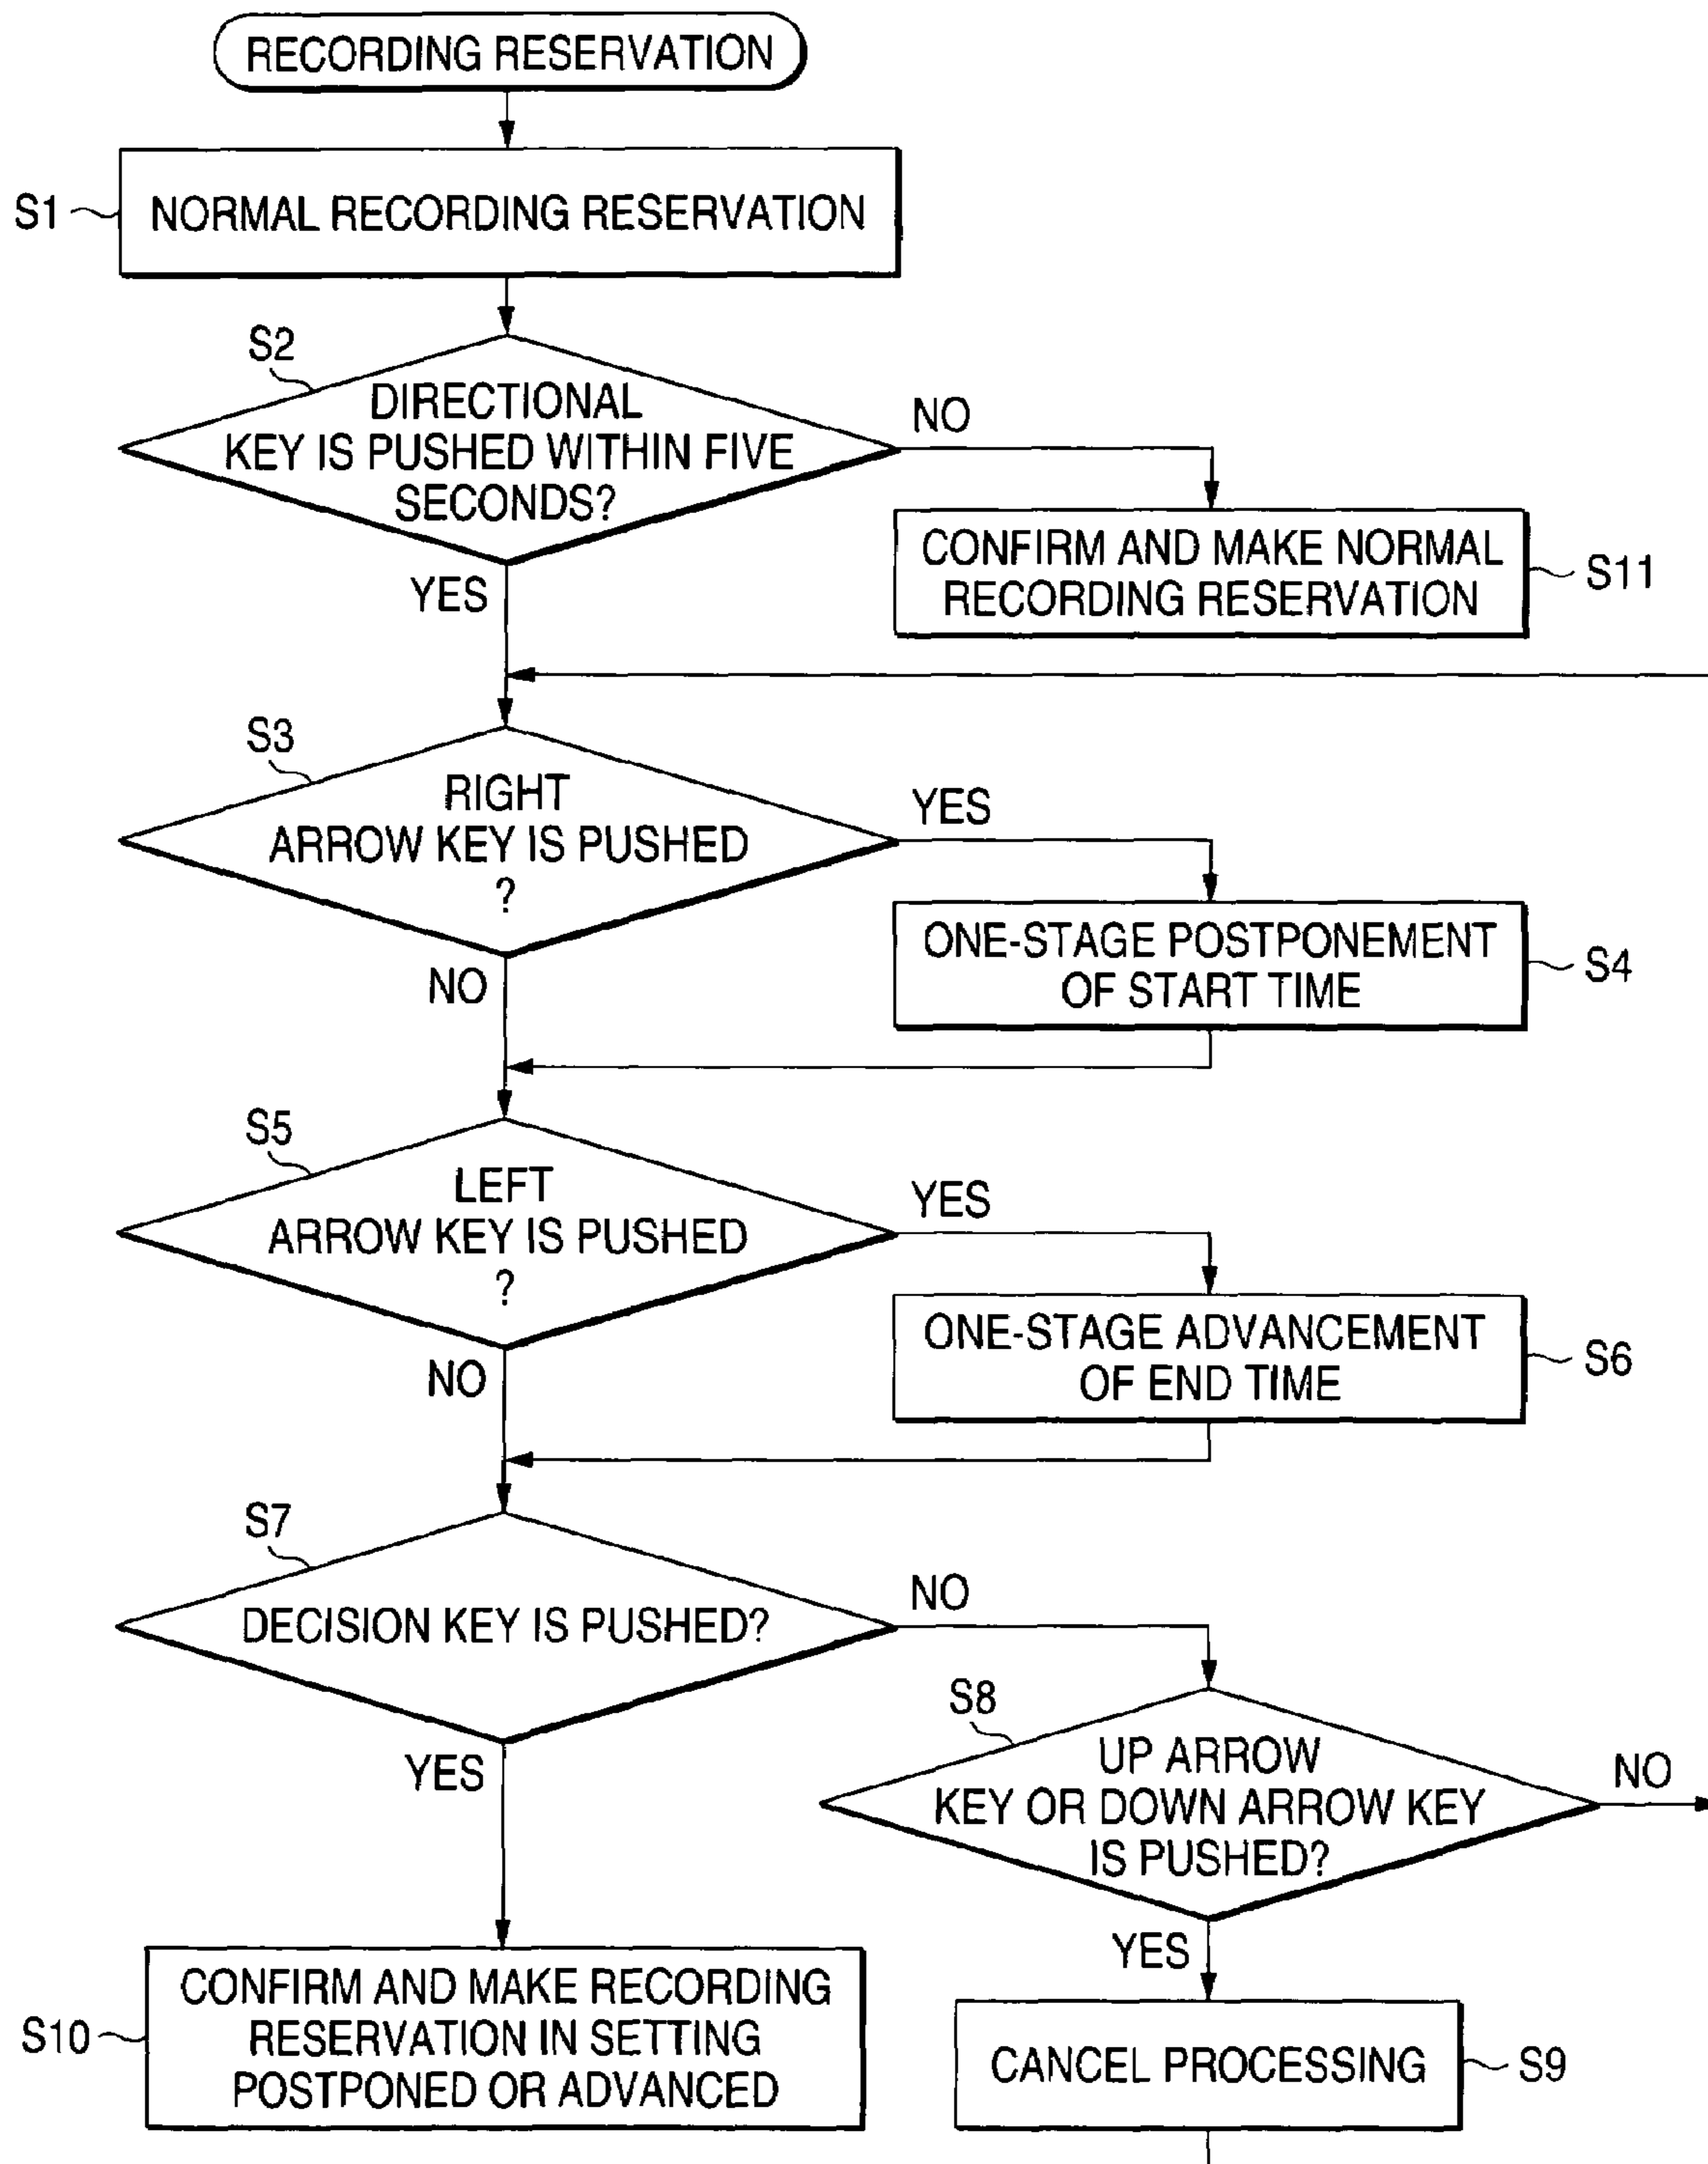 RECORDING RESERVATION
S1
NORMAL RECORDING RESERVATION
S2
DIRECTIONAL
KEY IS PUSHED WITHIN FIVE
SECONDS?
NO
YES
CONFIRM AND MAKE NORMAL
RECORDING RESERVATION
S11
S3
RIGHT
ARROW KEY IS PUSHED
?
YES
NO
ONE-STAGE POSTPONEMENT
OF START TIME
S4
S5
LEFT
ARROW KEY IS PUSHED
?
YES
NO
ONE-STAGE ADVANCEMENT
OF END TIME
S6
S7
DECISION KEY IS PUSHED?
NO
YES
S8
UP ARROW
KEY OR DOWN ARROW KEY
IS PUSHED?
NO
YES
S10
CONFIRM AND MAKE RECORDING
RESERVATION IN SETTING
POSTPONED OR ADVANCED
CANCEL PROCESSING
S9